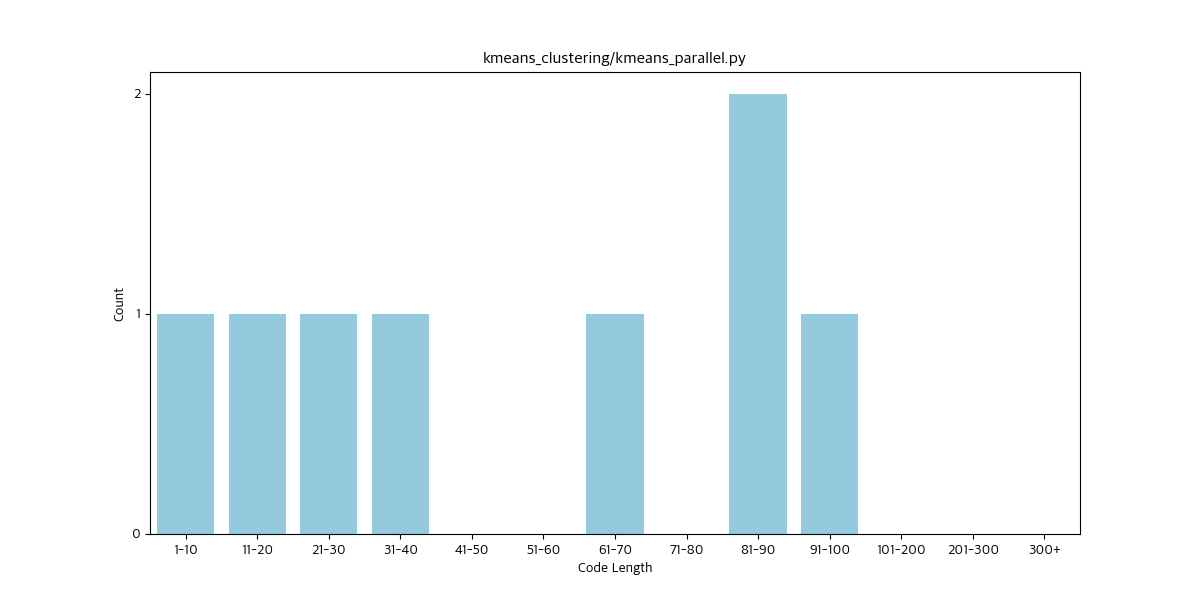 kmeans_clustering/kmeans_parallel.py
Count
2
1
0
1-10 11-20 21-30 31-40 41-50 51-60 61-70 71-80 81-90 91-100 101-200 201-300 300+
Code Length